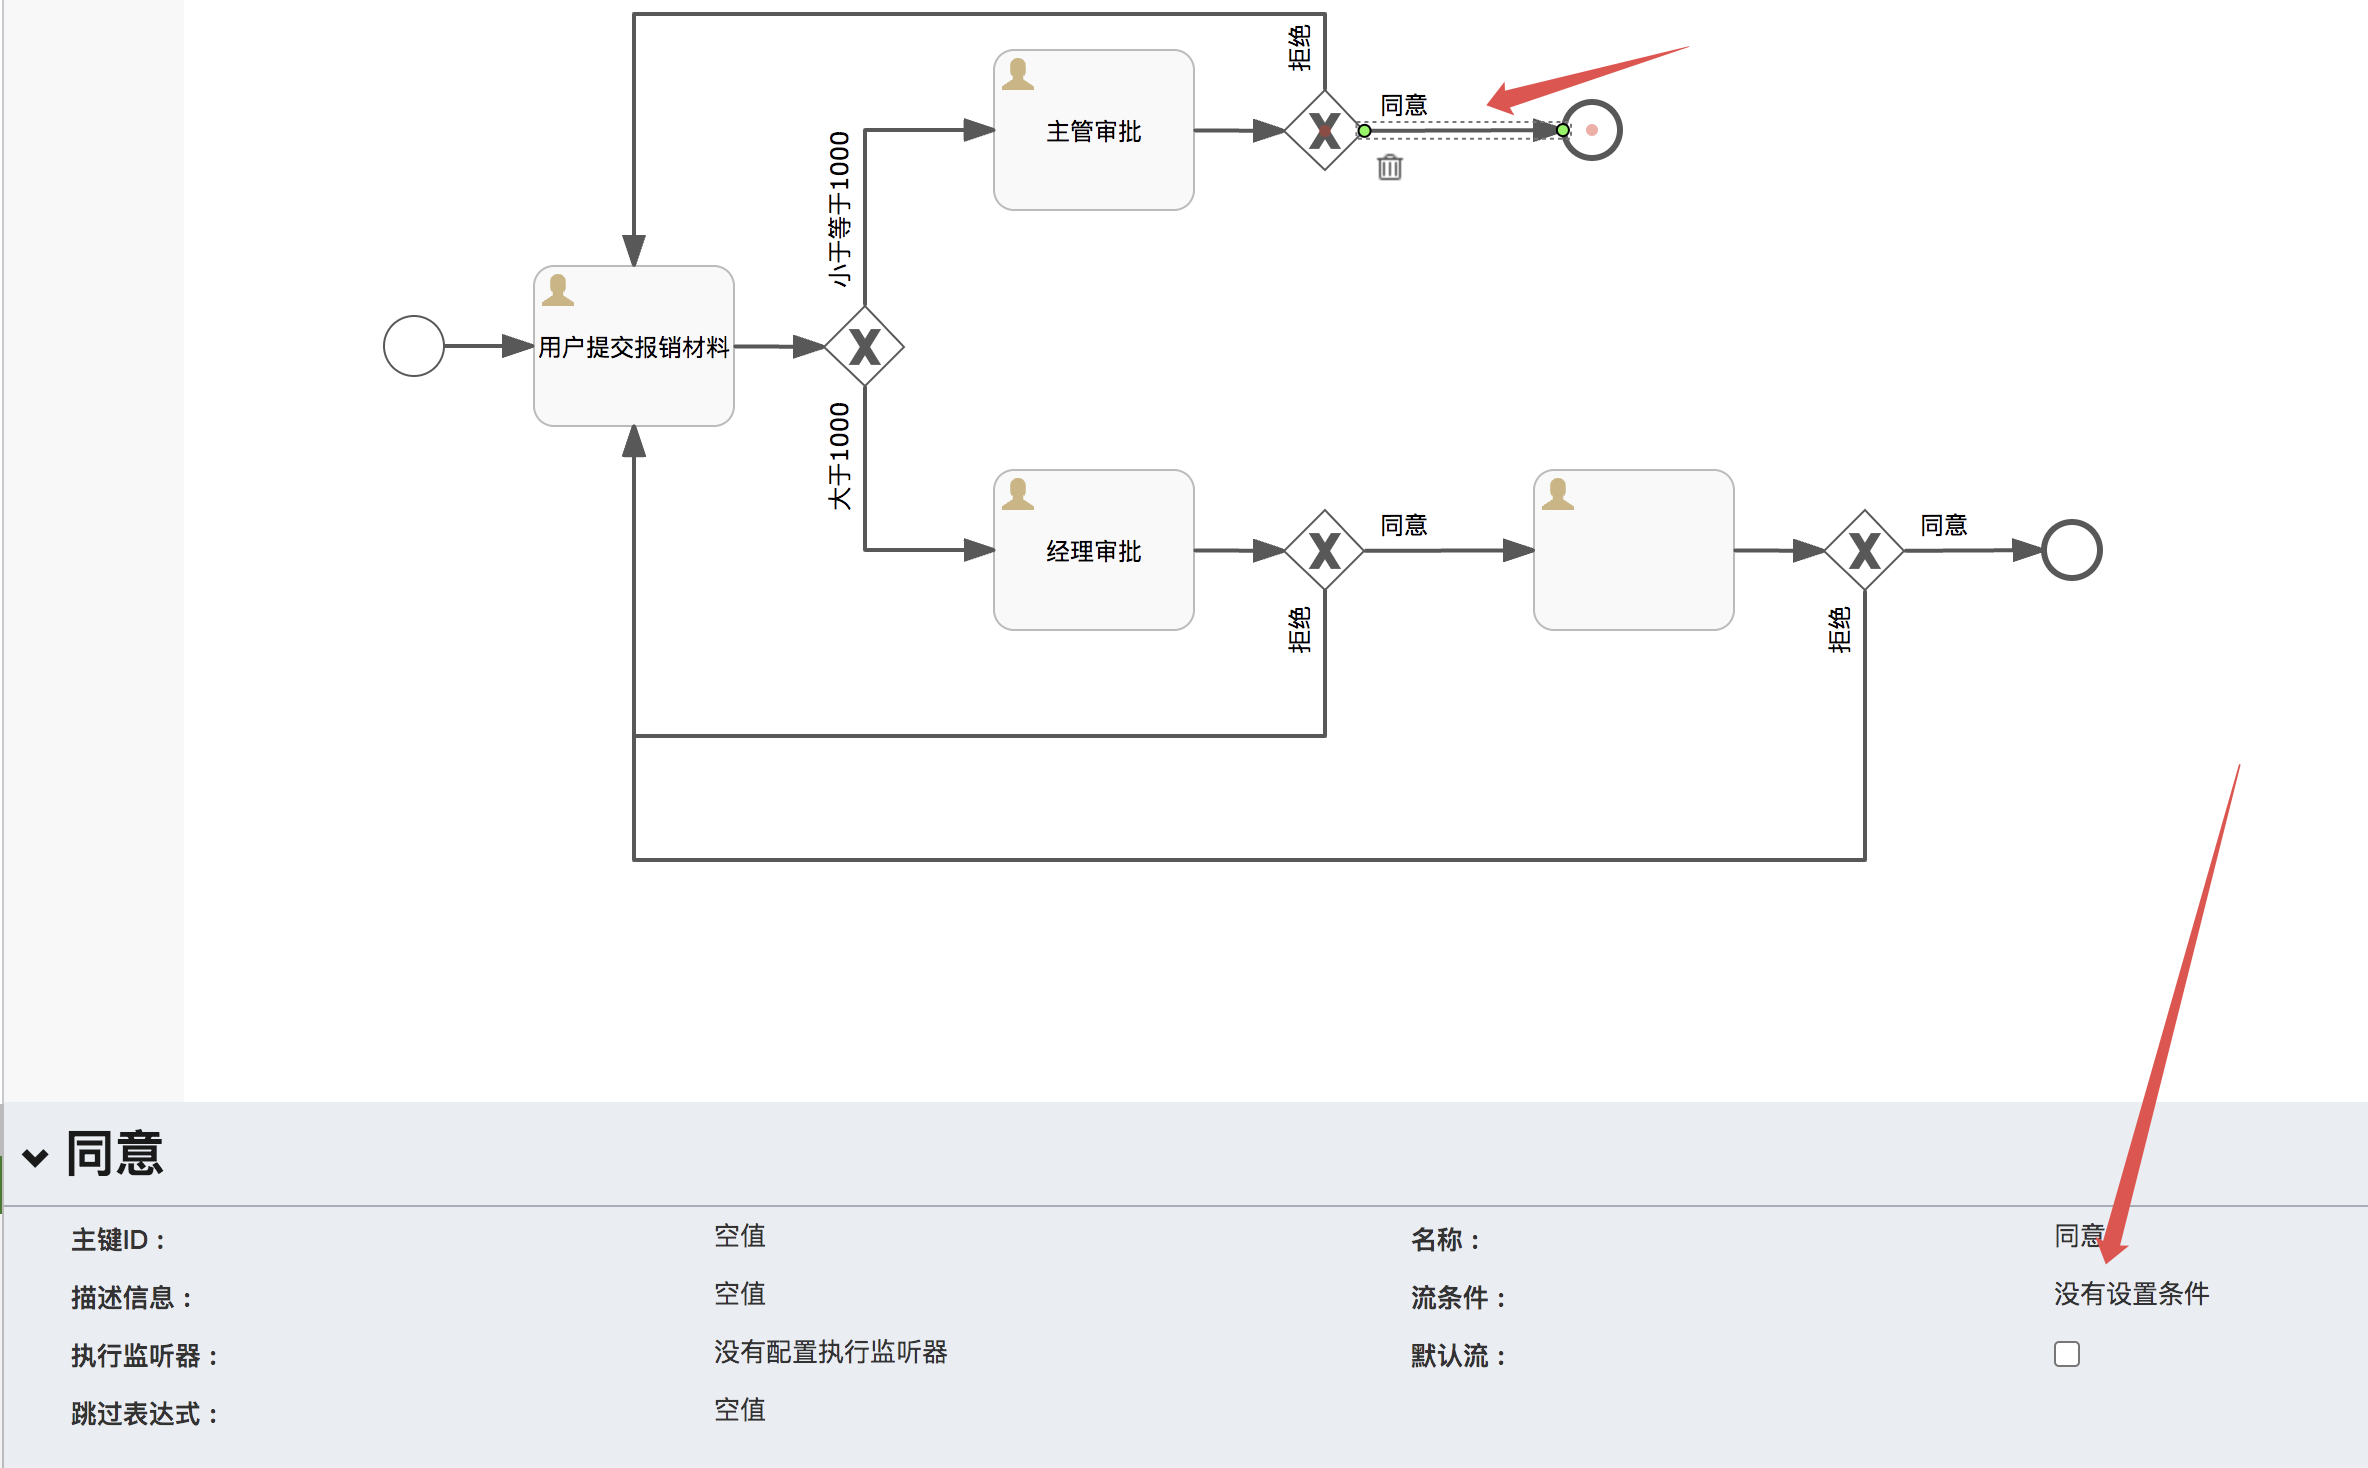 拒绝
同意
主管审批
小于等于1000
用户提交报销材料
大于1000
经理审批
同意
同意
拒绝
拒绝
同意
主键ID：
空值
名称：
同意
描述信息：
空值
流条件：
没有设置条件
执行监听器：
没有配置执行监听器
默认流：
跳过表达式：
空值